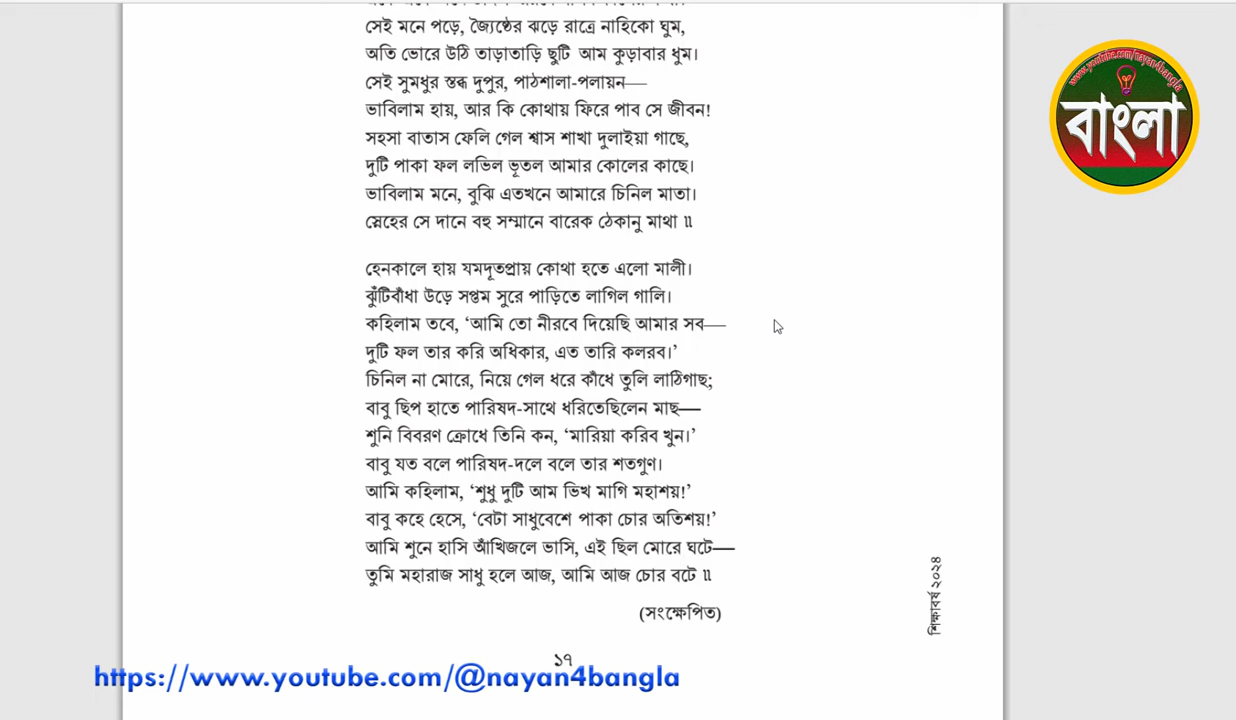 সেই মনে পড়ে, জ্যৈষ্ঠের ঝড়ে রাত্রে নাহিকো ঘুম,
অতি ভোরে উঠি তাড়াতাড়ি ছুটি আম কুড়াবার ধুম।
সেই সুমধুর স্তব্ধ দুপুর, পাঠশালা-পলায়ন—
ভাবিলাম হায়, আর কি কোথায় ফিরে পাব সে জীবন!
সহসা বাতাস ফেলি গেল শ্বাস শাখা দুলাইয়া গাছে,
দুটি পাকা ফল লভিল ভূতল আমার কোলের কাছে।
ভাবিলাম মনে, বুঝি এতখনে আমারে চিনিল মাতা।
স্নেহের সে দানে বহু সম্মানে বারেক ঠেকানু মাথা ॥
হেনকালে হায় যমদূতপ্রায় কোথা হতে এলো মালী।
ঝুঁটিবাঁধা উড়ে সপ্তম সুরে পাড়িতে লাগিল গালি।
কহিলাম তবে, ‘আমি তো নীরবে দিয়েছি আমার সব—
দুটি ফল তার করি অধিকার, এত তারি কলরব।’
চিনিল না মোরে, নিয়ে গেল ধরে কাঁধে তুলি লাঠিগাছ;
বাবু ছিপ হাতে পারিষদ-সাথে ধরিতেছিলেন মাছ—
শুনি বিবরণ ক্রোধে তিনি কন, ‘মারিয়া করিব খুন।’
বাবু যত বলে পারিষদ-দলে বলে তার শতগুণ।
আমি কহিলাম, ‘শুধু দুটি আম ভিখ মাগি মহাশয়!’
বাবু কহে হেসে, ‘বেটা সাধুবেশে পাকা চোর অতিশয়!’
আমি শুনে হাসি আঁখিজলে ভাসি, এই ছিল মোরে ঘটে—
তুমি মহারাজ সাধু হলে আজ, আমি আজ চোর বটে ॥
(সংক্ষেপিত)
১৭
শিক্ষাবর্ষ ২০২৪
https://www.youtube.com/@nayan4bangla
www.youtube.com/nayan4bangla
বাংলা